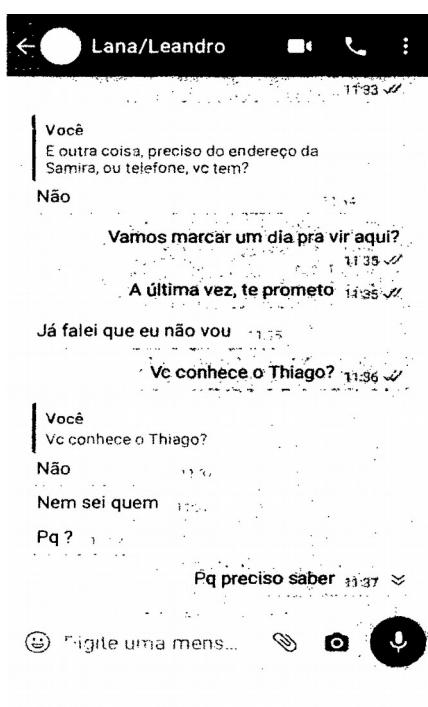 Lana/Leandro
11:33
Você
E outra coisa, preciso do endereço da
Samira, ou telefone, vc tem?
Não
Vamos marcar um dia pra vir aqui?
11:35
A última vez, te prometo 11:35
Já falei que eu não vou
Vc conhece o Thiago? 11:36
Você
Vc conhece o Thiago?
Não
Nem sei quem
Pq ?
Pq preciso saber 11:37
Digite uma mens...